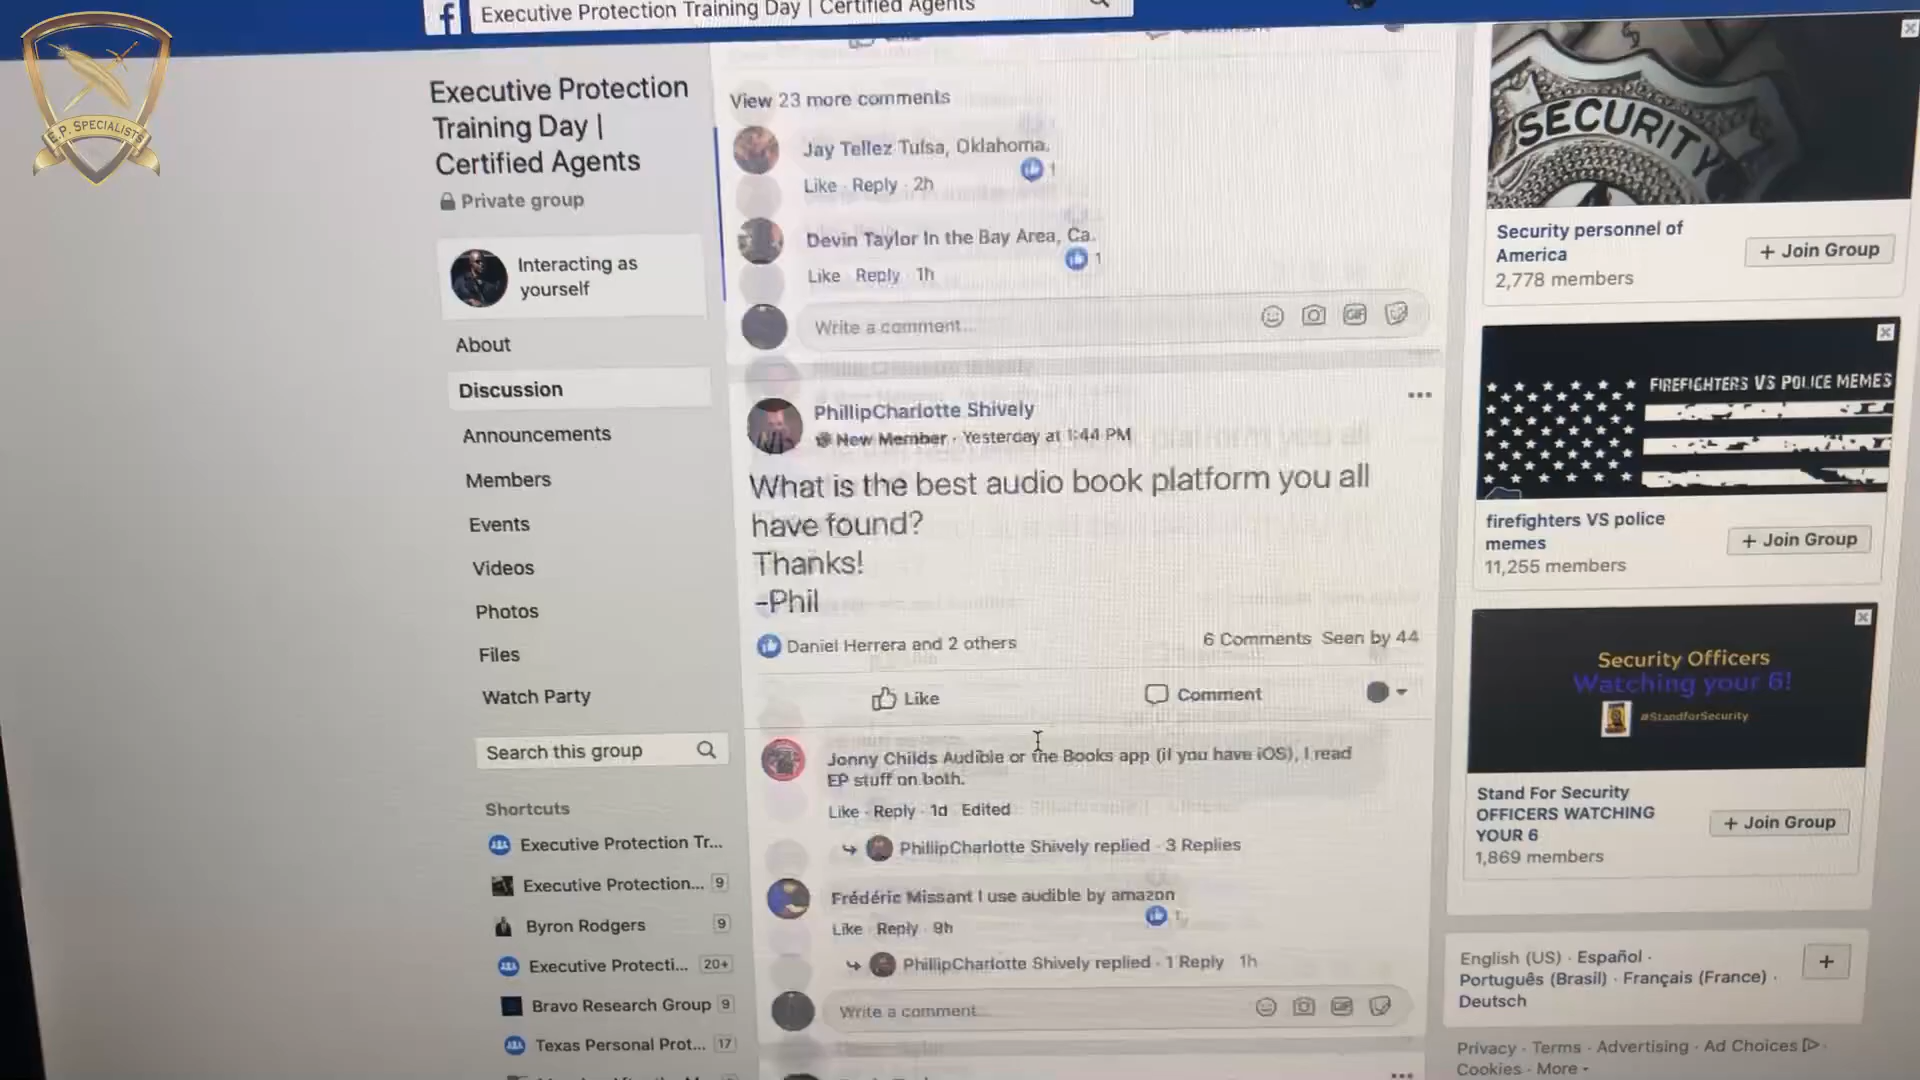 Executive Protection Training Day | Certified Agents
E.P. SPECIALISTS
Executive Protection
Training Day |
Certified Agents
Private group
Interacting as
yourself
About
Discussion
Announcements
Members
Events
Videos
Photos
Files
Watch Party
Search this group
Shortcuts
Executive Protection Tr...
Executive Protection... 9
Byron Rodgers 9
Executive Protecti... 20+
Bravo Research Group 9
Texas Personal Prot... 17
View 23 more comments
Jay Tellez Tulsa, Oklahoma.
1
Like · Reply · 2h
Devin Taylor In the Bay Area, Ca.
1
Like · Reply · 1h
Write a comment...
GIF
PhillipCharlotte Shively
New Member · Yesterday at 1:44 PM
What is the best audio book platform you all
have found?
Thanks!
-Phil
Daniel Herrera and 2 others
6 Comments Seen by 44
Like
Comment
Jonny Childs Audible or the Books app (if you have iOS), I read
EP stuff on both.
Like · Reply · 1d · Edited
PhillipCharlotte Shively replied · 3 Replies
Frédéric Missant I use audible by amazon
1
Like · Reply · 9h
PhillipCharlotte Shively replied · 1 Reply 1h
Write a comment...
GIF
SECURITY
Security personnel of
America
2,778 members
+ Join Group
FIREFIGHTERS VS POLICE MEMES
firefighters VS police
memes
11,255 members
+ Join Group
Security Officers
Watching your 6!
#StandforSecurity
Stand For Security
OFFICERS WATCHING
YOUR 6
1,869 members
+ Join Group
English (US) · Español ·
Português (Brasil) · Français (France) ·
Deutsch
Privacy · Terms · Advertising · Ad Choices ·
Cookies · More